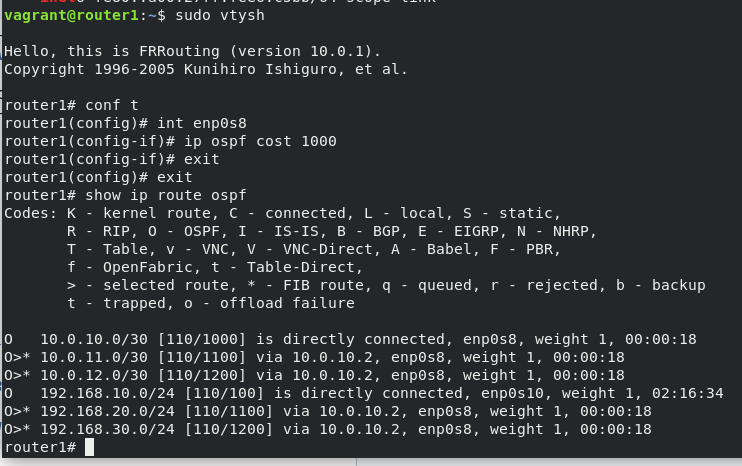 vagrant@router1:~$ sudo vtysh

Hello, this is FRRouting (version 10.0.1).
Copyright 1996-2005 Kunihiro Ishiguro, et al.

router1# conf t
router1(config)# int enp0s8
router1(config-if)# ip ospf cost 1000
router1(config-if)# exit
router1(config)# exit
router1# show ip route ospf
Codes: K - kernel route, C - connected, L - local, S - static,
       R - RIP, O - OSPF, I - IS-IS, B - BGP, E - EIGRP, N - NHRP,
       T - Table, v - VNC, V - VNC-Direct, A - Babel, F - PBR,
       f - OpenFabric, t - Table-Direct,
       > - selected route, * - FIB route, q - queued, r - rejected, b - backup
       t - trapped, o - offload failure

O   10.0.10.0/30 [110/1000] is directly connected, enp0s8, weight 1, 00:00:18
O>* 10.0.11.0/30 [110/1100] via 10.0.10.2, enp0s8, weight 1, 00:00:18
O>* 10.0.12.0/30 [110/1200] via 10.0.10.2, enp0s8, weight 1, 00:00:18
O   192.168.10.0/24 [110/100] is directly connected, enp0s10, weight 1, 02:16:34
O>* 192.168.20.0/24 [110/1100] via 10.0.10.2, enp0s8, weight 1, 00:00:18
O>* 192.168.30.0/24 [110/1200] via 10.0.10.2, enp0s8, weight 1, 00:00:18
router1#